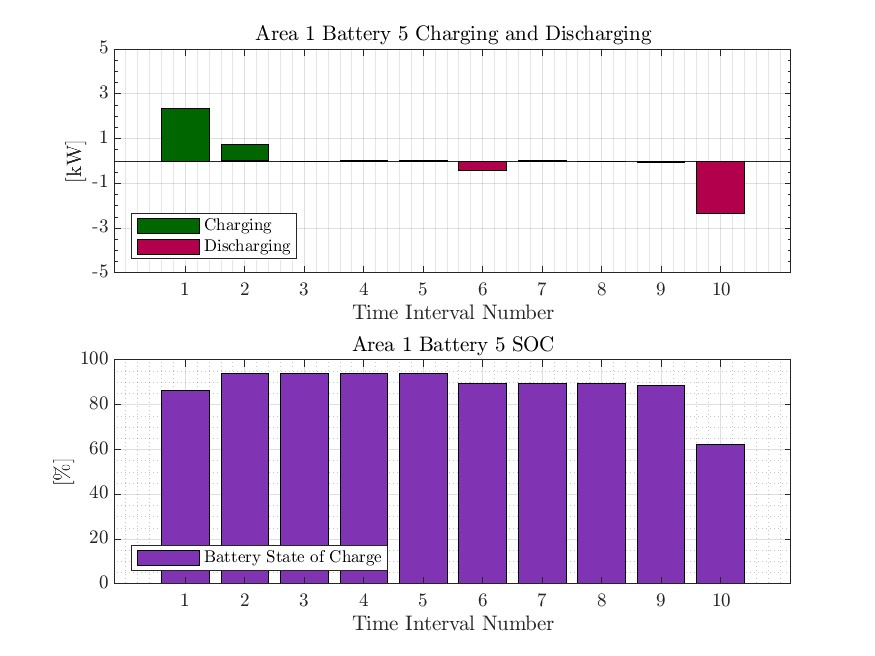 Area 1 Battery 5 Charging and Discharging
5
3
1
-1
-3
-5
[kW]
Charging
Discharging
1 2 3 4 5 6 7 8 9 10
Time Interval Number
Area 1 Battery 5 SOC
100
80
60
40
20
0
[%]
Battery State of Charge
1 2 3 4 5 6 7 8 9 10
Time Interval Number